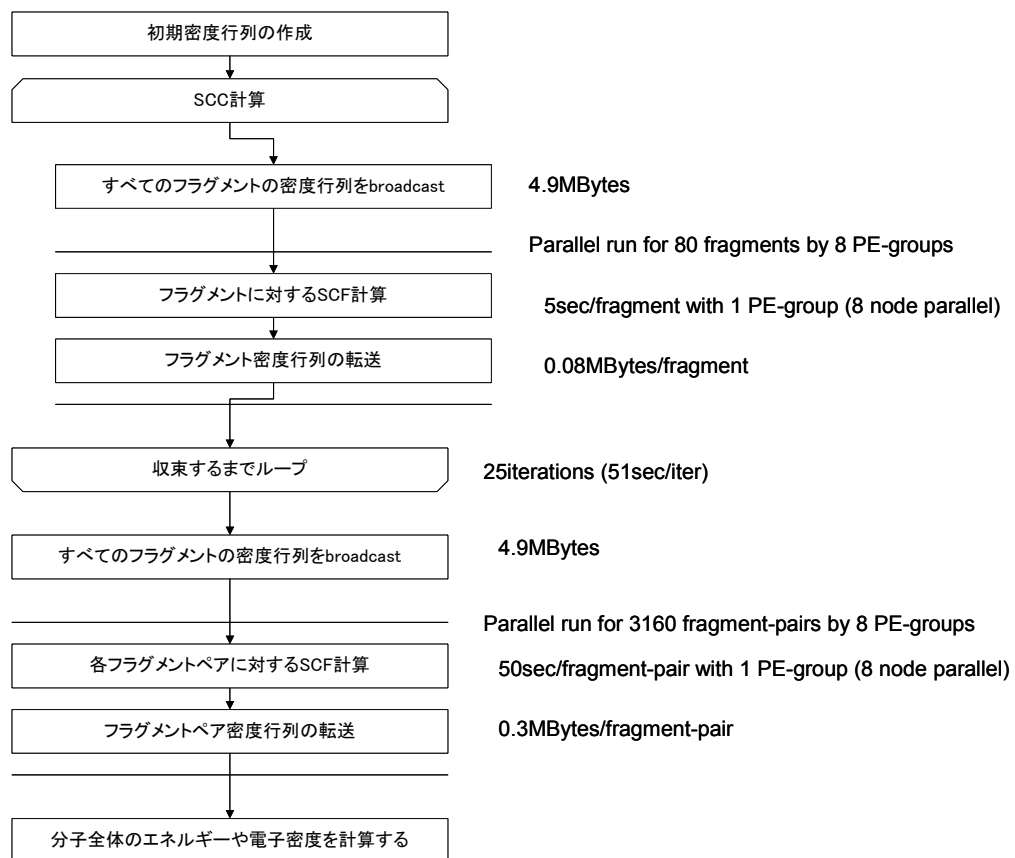 初期密度行列の作成
SCC計算
すべてのフラグメントの密度行列をbroadcast
4.9MBytes
Parallel run for 80 fragments by 8 PE-groups
フラグメントに対するSCF計算
5sec/fragment with 1 PE-group (8 node parallel)
フラグメント密度行列の転送
0.08MBytes/fragment
収束するまでループ
25iterations (51sec/iter)
すべてのフラグメントの密度行列をbroadcast
4.9MBytes
Parallel run for 3160 fragment-pairs by 8 PE-groups
各フラグメントペアに対するSCF計算
50sec/fragment-pair with 1 PE-group (8 node parallel)
フラグメントペア密度行列の転送
0.3MBytes/fragment-pair
分子全体のエネルギーや電子密度を計算する